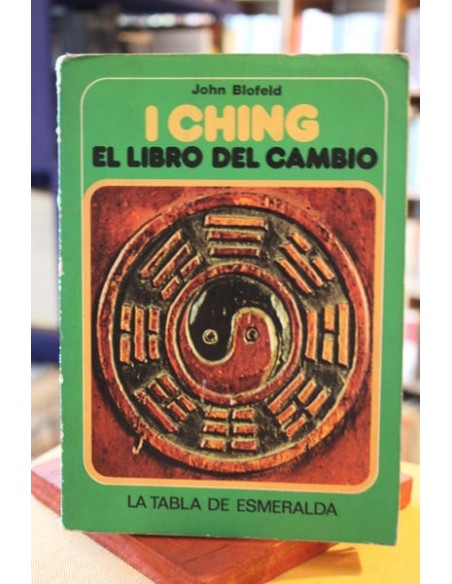 John Blofeld
I CHING
EL LIBRO DEL CAMBIO
LA TABLA DE ESMERALDA